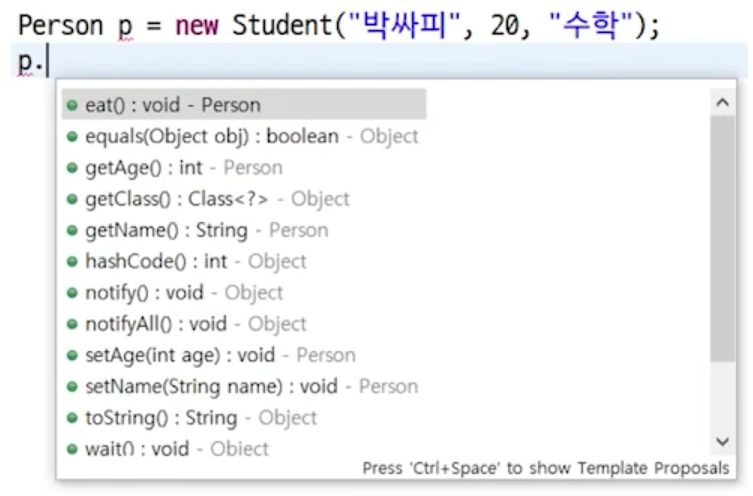 Person p = new Student("박싸피", 20, "수학");
p.
eat() : void - Person
equals(Object obj) : boolean - Object
getAge() : int - Person
getClass() : Class<?> - Object
getName() : String - Person
hashCode() : int - Object
notify() : void - Object
notifyAll() : void - Object
setAge(int age) : void - Person
setName(String name) : void - Person
toString() : String - Object
wait() : void - Object
Press 'Ctrl+Space' to show Template Proposals